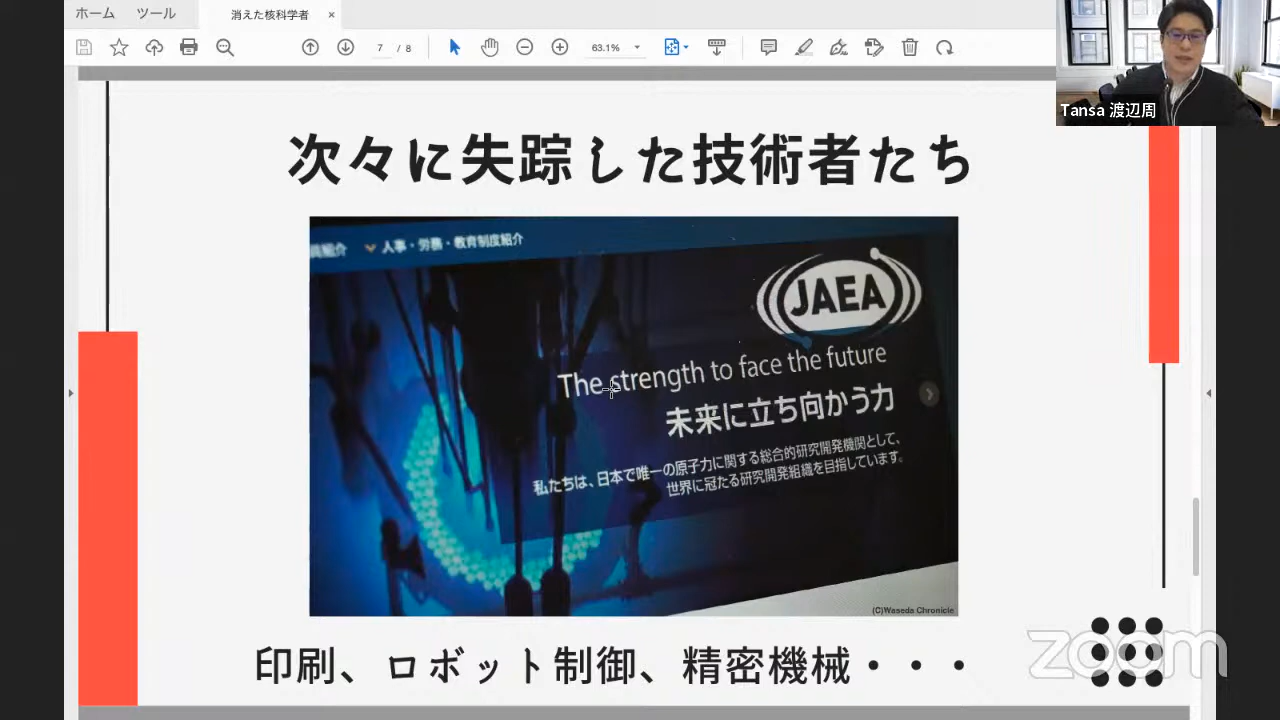 ホーム ツール 消えた核科学者 ×
7 / 8 63.1%
Tansa 渡辺周
次々に失踪した技術者たち
員紹介 人事・労務・教育制度紹介
JAEA
The strength to face the future
未来に立ち向かう力
私たちは、日本で唯一の原子力に関する総合的研究開発機関として、
世界に冠たる研究開発組織を目指しています。
(C)Waseda Chronicle
印刷、ロボット制御、精密機械・・・
zoom